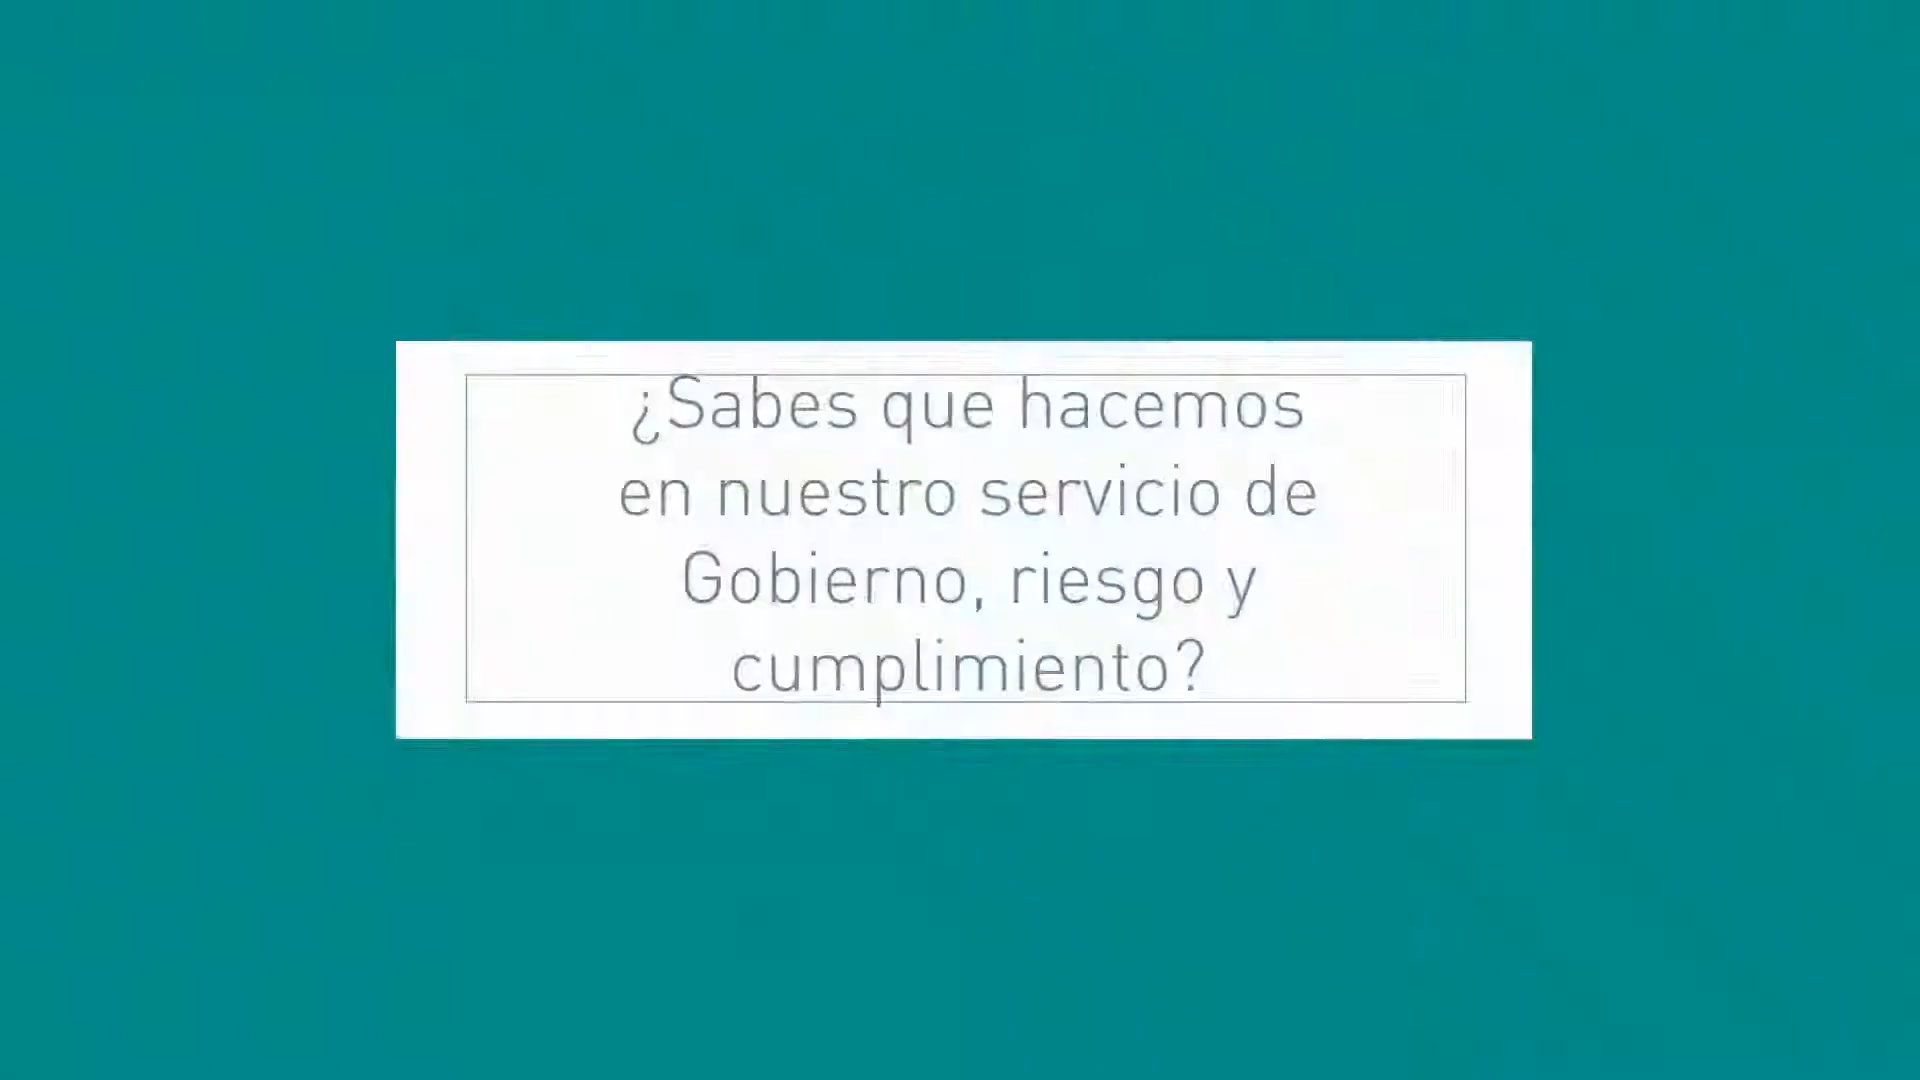 ¿Sabes que hacemos
en nuestro servicio de
Gobierno, riesgo y
cumplimiento?